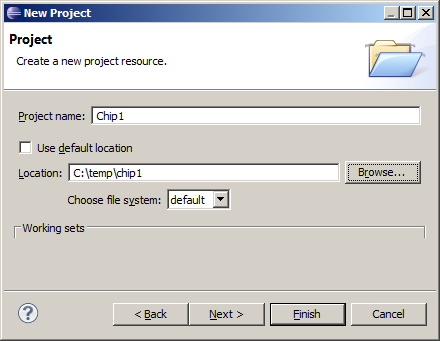 New Project
Project
Create a new project resource.
Project name: Chip1
Use default location
Location: C:\temp\chip1 Browse...
Choose file system: default
Working sets
? < Back Next > Finish Cancel